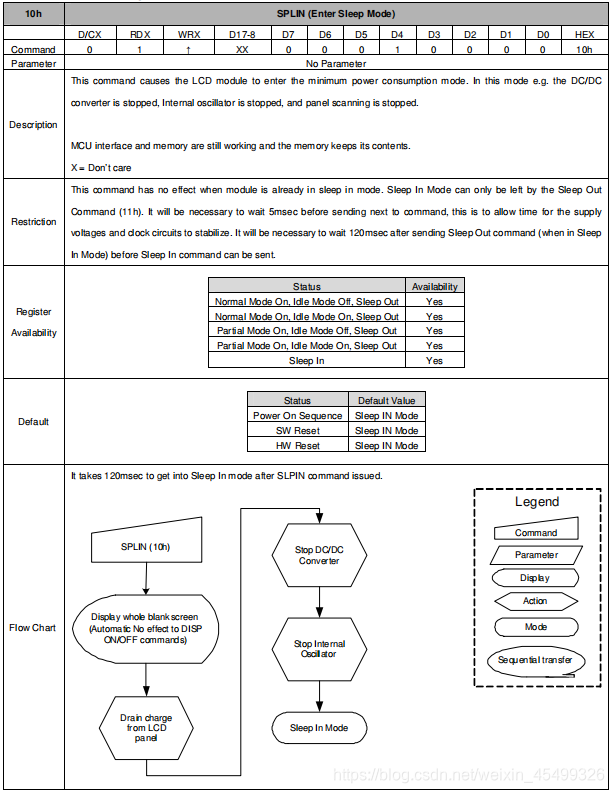 10h SPLIN (Enter Sleep Mode)
D/CX RDX WRX D17-8 D7 D6 D5 D4 D3 D2 D1 D0 HEX
Command 0 1 ↑ XX 0 0 0 1 0 0 0 0 10h
Parameter No Parameter
Description
This command causes the LCD module to enter the minimum power consumption mode. In this mode e.g. the DC/DC
converter is stopped, Internal oscillator is stopped, and panel scanning is stopped.
MCU interface and memory are still working and the memory keeps its contents.
X = Don't care
Restriction
This command has no effect when module is already in sleep in mode. Sleep In Mode can only be left by the Sleep Out
Command (11h). It will be necessary to wait 5msec before sending next to command, this is to allow time for the supply
voltages and clock circuits to stabilize. It will be necessary to wait 120msec after sending Sleep Out command (when in Sleep
In Mode) before Sleep In command can be sent.
Register
Availability
Status Availability
Normal Mode On, Idle Mode Off, Sleep Out Yes
Normal Mode On, Idle Mode On, Sleep Out Yes
Partial Mode On, Idle Mode Off, Sleep Out Yes
Partial Mode On, Idle Mode On, Sleep Out Yes
Sleep In Yes
Default
Status Default Value
Power On Sequence Sleep IN Mode
SW Reset Sleep IN Mode
HW Reset Sleep IN Mode
Flow Chart
It takes 120msec to get into Sleep In mode after SLPIN command issued.
SPLIN (10h)
Display whole blank screen
(Automatic No effect to DISP
ON/OFF commands)
Drain charge
from LCD
panel
Stop DC/DC
Converter
Stop Internal
Oscillator
Sleep In Mode
Legend
Command
Parameter
Display
Action
Mode
Sequential transfer
https://blog.csdn.net/weixin_45499326